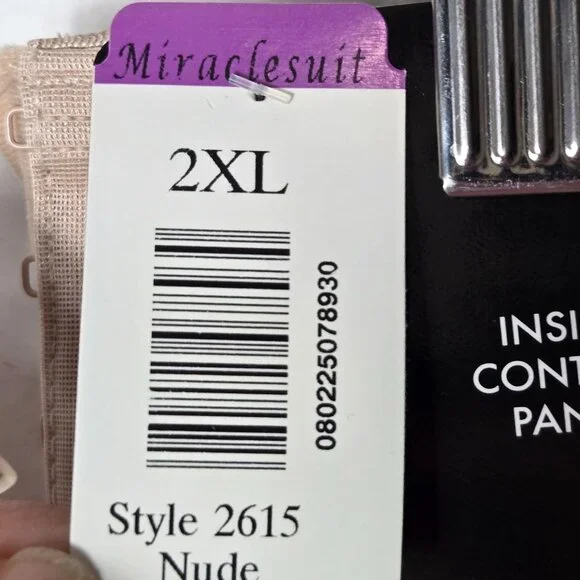 Miraclesuit
2XL
080225078930
Style 2615
Nude
INSI
CONT
PAN